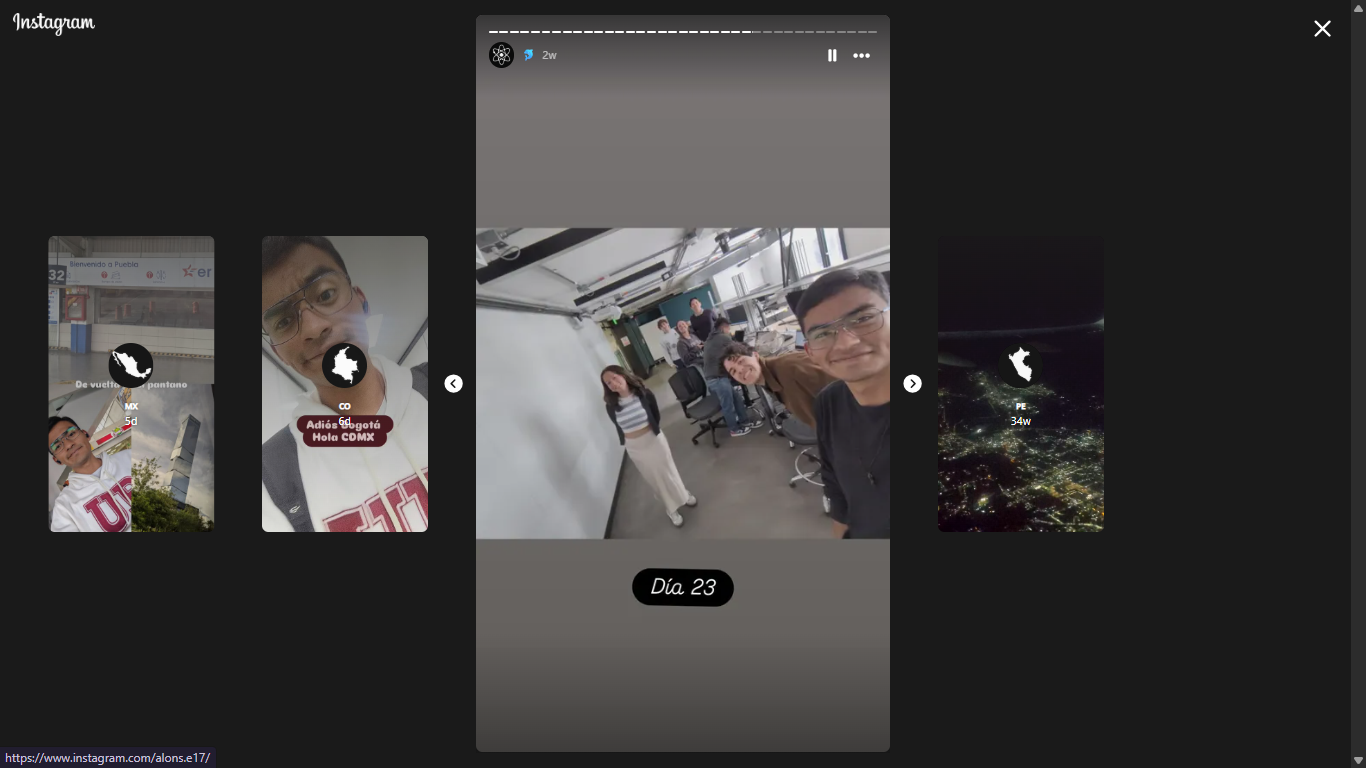 Instagram
2w
Bienvenido a Puebla
32
er
De vuelta
pantano
MX
5d
CO
6d
Adiós Bogotá
Hola CDMX
PE
34w
Día 23
https://www.instagram.com/alons.e17/